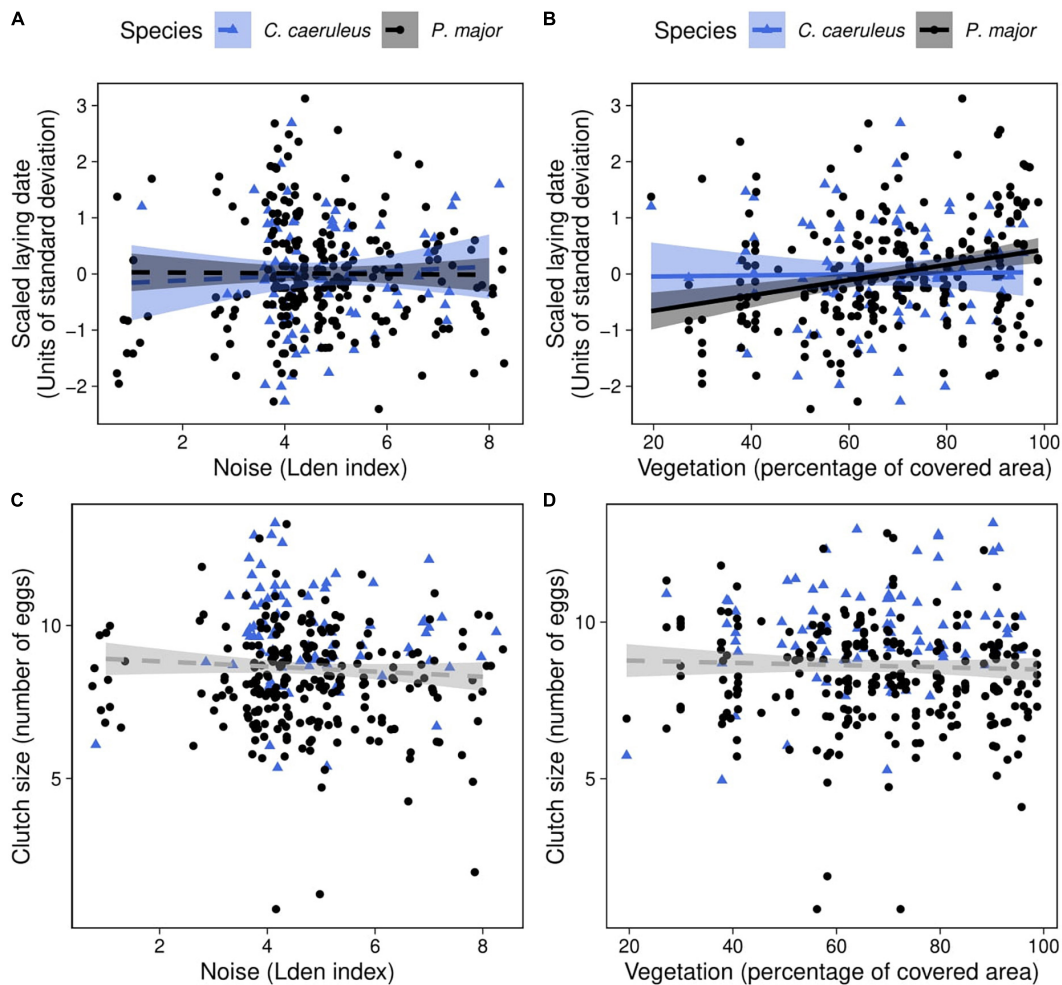 A
Species C. caeruleus P. major
Scaled laying date
(Units of standard deviation)
3
2
1
0
−1
−2
2 4 6 8
Noise (Lden index)
B
Species C. caeruleus P. major
Scaled laying date
(Units of standard deviation)
3
2
1
0
−1
−2
20 40 60 80 100
Vegetation (percentage of covered area)
C
Clutch size (number of eggs)
10
5
2 4 6 8
Noise (Lden index)
D
Clutch size (number of eggs)
10
5
20 40 60 80 100
Vegetation (percentage of covered area)